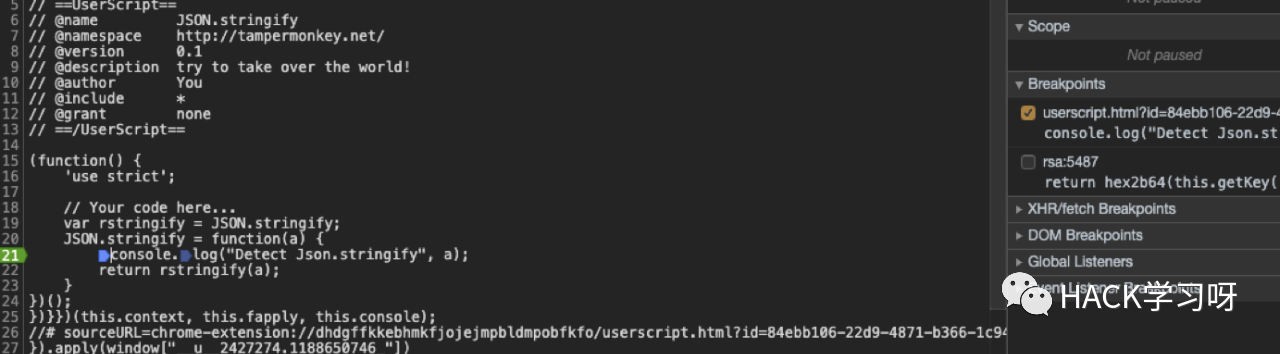 5 // ==UserScript==
6 // @name JSON.stringify
7 // @namespace http://tampermonkey.net/
8 // @version 0.1
9 // @description try to take over the world!
10 // @author You
11 // @include *
12 // @grant none
13 // ==/UserScript==
14
15 (function() {
16 'use strict';
17
18 // Your code here...
19 var rstringify = JSON.stringify;
20 JSON.stringify = function(a) {
21 console.log("Detect Json.stringify", a);
22 return rstringify(a);
23 }
24 })();
25 })}})(this.context, this.fapply, this.console);
26 //# sourceURL=chrome-extension://dhdgffkkebhmkfjojejmpbldmpobfkfo/userscript.html?id=84ebb106-22d9-4871-b366-1c94
27 }).apply(window["__u__2427274.1188650746_"])
Not paused
Scope
Not paused
Breakpoints
userscript.html?id=84ebb106-22d9-4
console.log("Detect Json.st
rsa:5487
return hex2b64(this.getKey(
XHR/fetch Breakpoints
DOM Breakpoints
Global Listeners
Event Listener Breakpoints
HACK学习呀